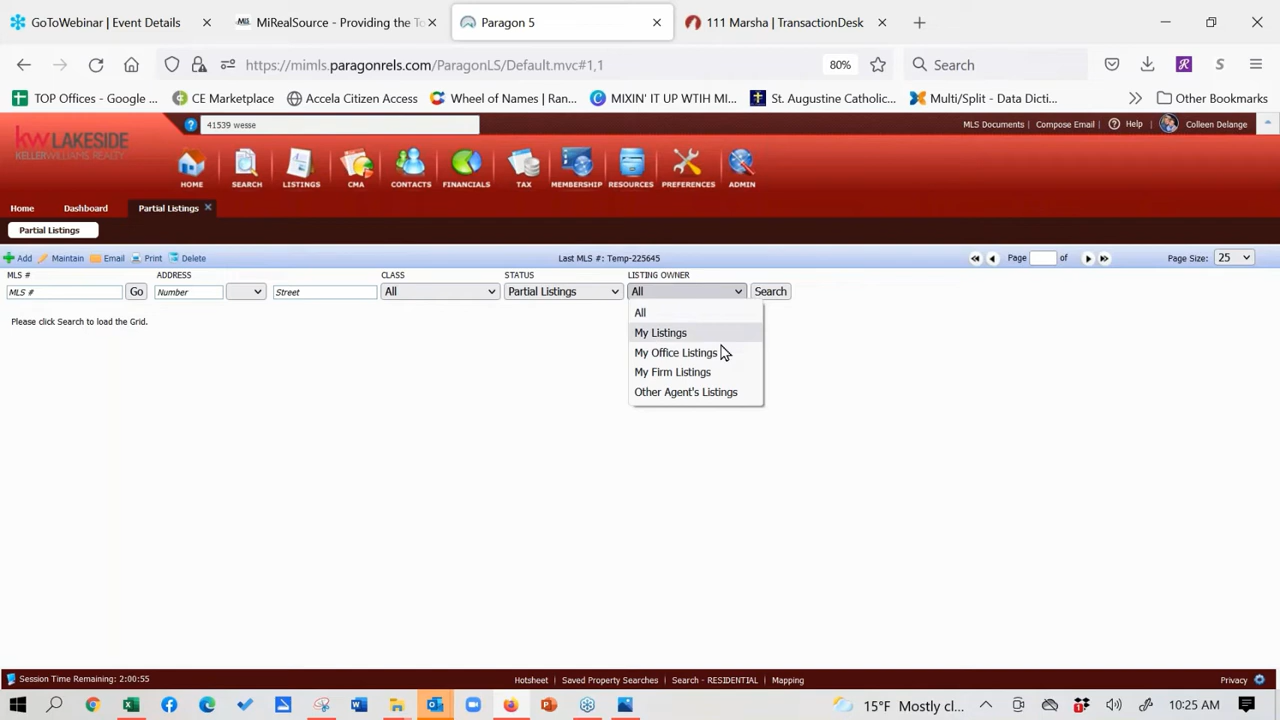 GoToWebinar | Event Details
MiRealSource - Providing the To
Paragon 5
111 Marsha | TransactionDesk
https://mimls.paragonrels.com/ParagonLS/Default.mvc#1,1
80%
Search
TOP Offices - Google ...
CE Marketplace
Accela Citizen Access
Wheel of Names | Ran...
MIXIN' IT UP WTIH MI...
St. Augustine Catholic...
Multi/Split - Data Dicti...
Other Bookmarks
kw LAKESIDE
KELLERWILLIAMS REALTY
41539 wesse
MLS Documents | Compose Email | Help
Colleen Delange
HOME
SEARCH
LISTINGS
CMA
CONTACTS
FINANCIALS
TAX
MEMBERSHIP
RESOURCES
PREFERENCES
ADMIN
Home
Dashboard
Partial Listings
Partial Listings
Add
Maintain
Email
Print
Delete
Last MLS #: Temp-225645
Page
of
Page Size: 25
MLS #
ADDRESS
CLASS
STATUS
LISTING OWNER
MLS #
Go
Number
Street
All
Partial Listings
All
Search
Please click Search to load the Grid.
All
My Listings
My Office Listings
My Firm Listings
Other Agent's Listings
Session Time Remaining: 2:00:55
Hotsheet | Saved Property Searches | Search - RESIDENTIAL | Mapping
Privacy
15°F Mostly cl...
10:25 AM